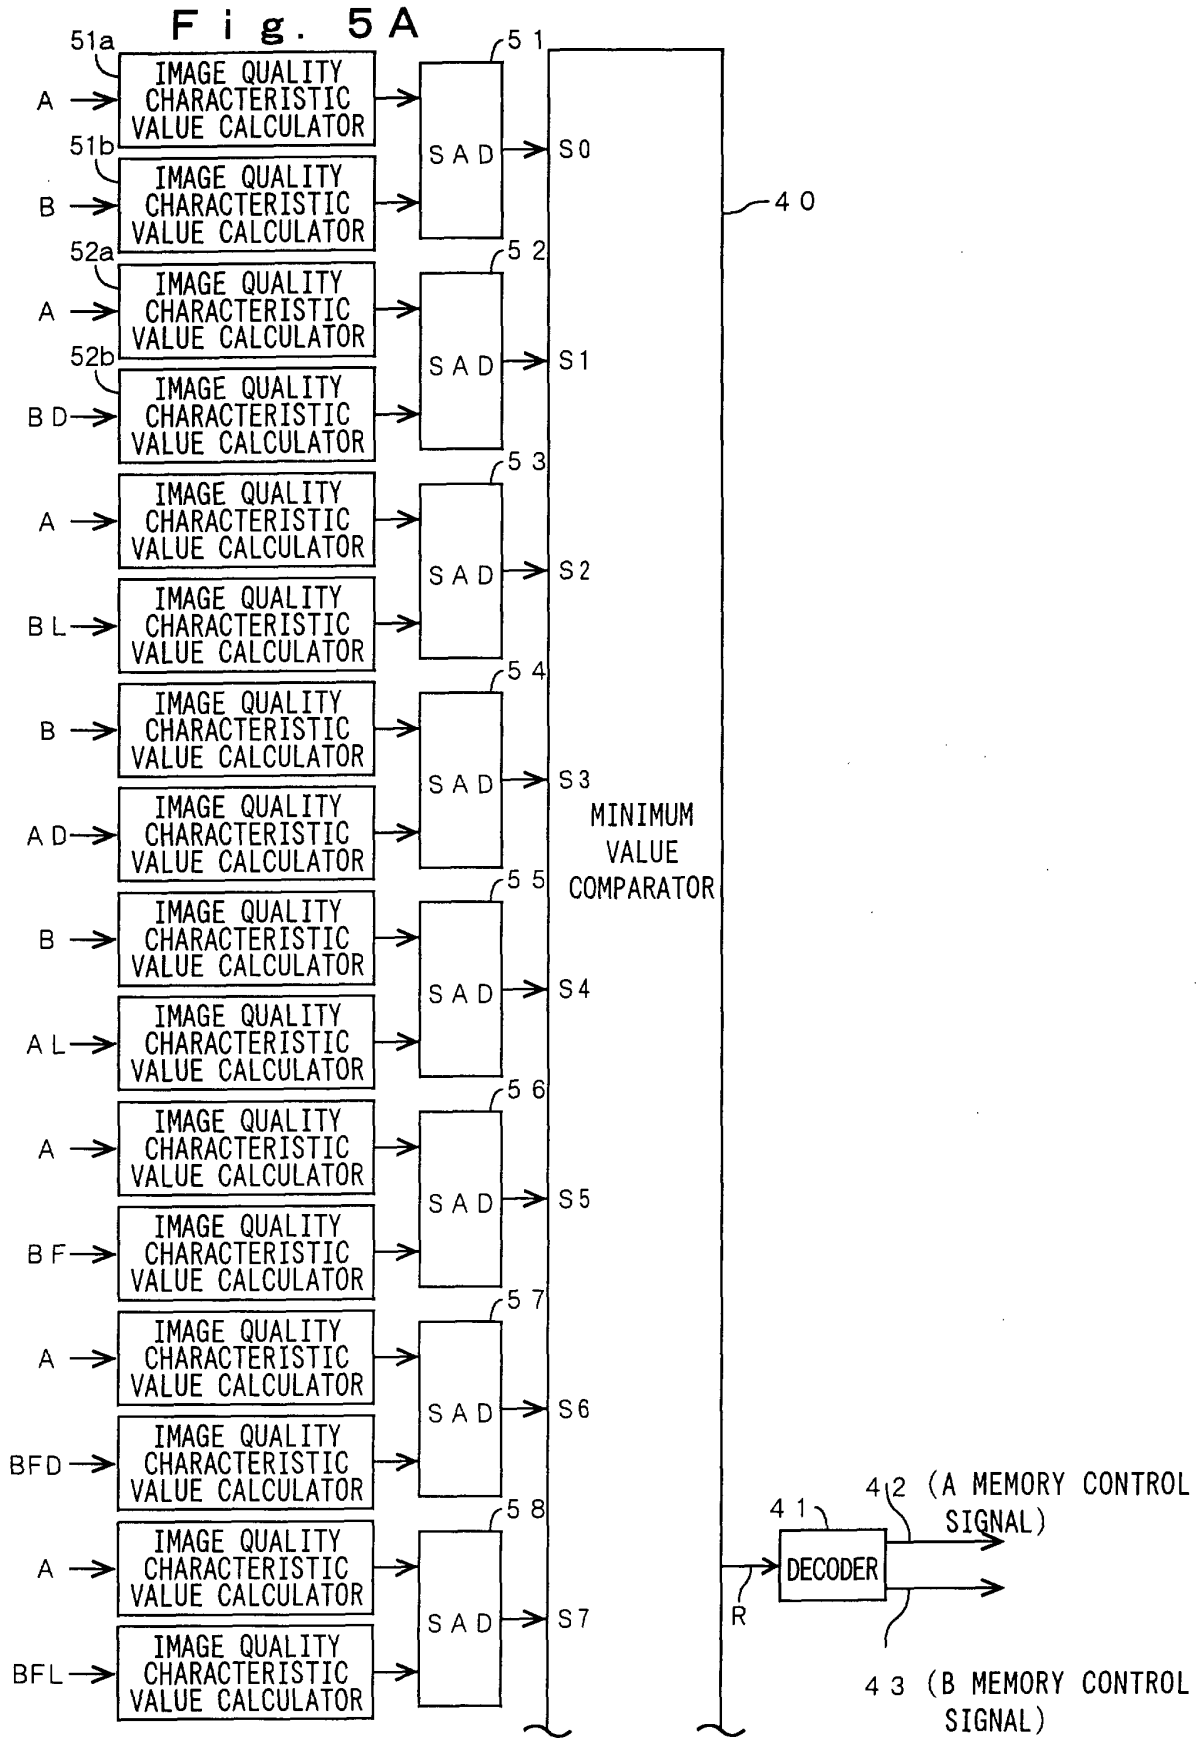 Fig. 5A
51a
IMAGE QUALITY
CHARACTERISTIC
VALUE CALCULATOR
A
51b
IMAGE QUALITY
CHARACTERISTIC
VALUE CALCULATOR
B
51
SAD
S0
52a
IMAGE QUALITY
CHARACTERISTIC
VALUE CALCULATOR
A
52b
IMAGE QUALITY
CHARACTERISTIC
VALUE CALCULATOR
BD
52
SAD
S1
IMAGE QUALITY
CHARACTERISTIC
VALUE CALCULATOR
A
IMAGE QUALITY
CHARACTERISTIC
VALUE CALCULATOR
BL
53
SAD
S2
IMAGE QUALITY
CHARACTERISTIC
VALUE CALCULATOR
B
IMAGE QUALITY
CHARACTERISTIC
VALUE CALCULATOR
AD
54
SAD
S3
IMAGE QUALITY
CHARACTERISTIC
VALUE CALCULATOR
B
IMAGE QUALITY
CHARACTERISTIC
VALUE CALCULATOR
AL
55
SAD
S4
IMAGE QUALITY
CHARACTERISTIC
VALUE CALCULATOR
A
IMAGE QUALITY
CHARACTERISTIC
VALUE CALCULATOR
BF
56
SAD
S5
IMAGE QUALITY
CHARACTERISTIC
VALUE CALCULATOR
A
IMAGE QUALITY
CHARACTERISTIC
VALUE CALCULATOR
BFD
57
SAD
S6
IMAGE QUALITY
CHARACTERISTIC
VALUE CALCULATOR
A
IMAGE QUALITY
CHARACTERISTIC
VALUE CALCULATOR
BFL
58
SAD
S7
40
MINIMUM
VALUE
COMPARATOR
R
41
DECODER
42 (A MEMORY CONTROL
SIGNAL)
43 (B MEMORY CONTROL
SIGNAL)